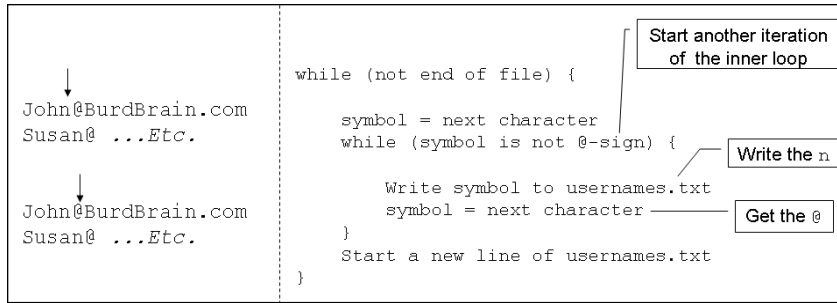 John@BurdBrain.com
Susan@ ...Etc.
John@BurdBrain.com
Susan@ ...Etc.
while (not end of file) {
symbol = next character
while (symbol is not @-sign) {
Write symbol to usernames.txt
symbol = next character
}
Start a new line of usernames.txt
}
Start another iteration
of the inner loop
Write the n
Get the @